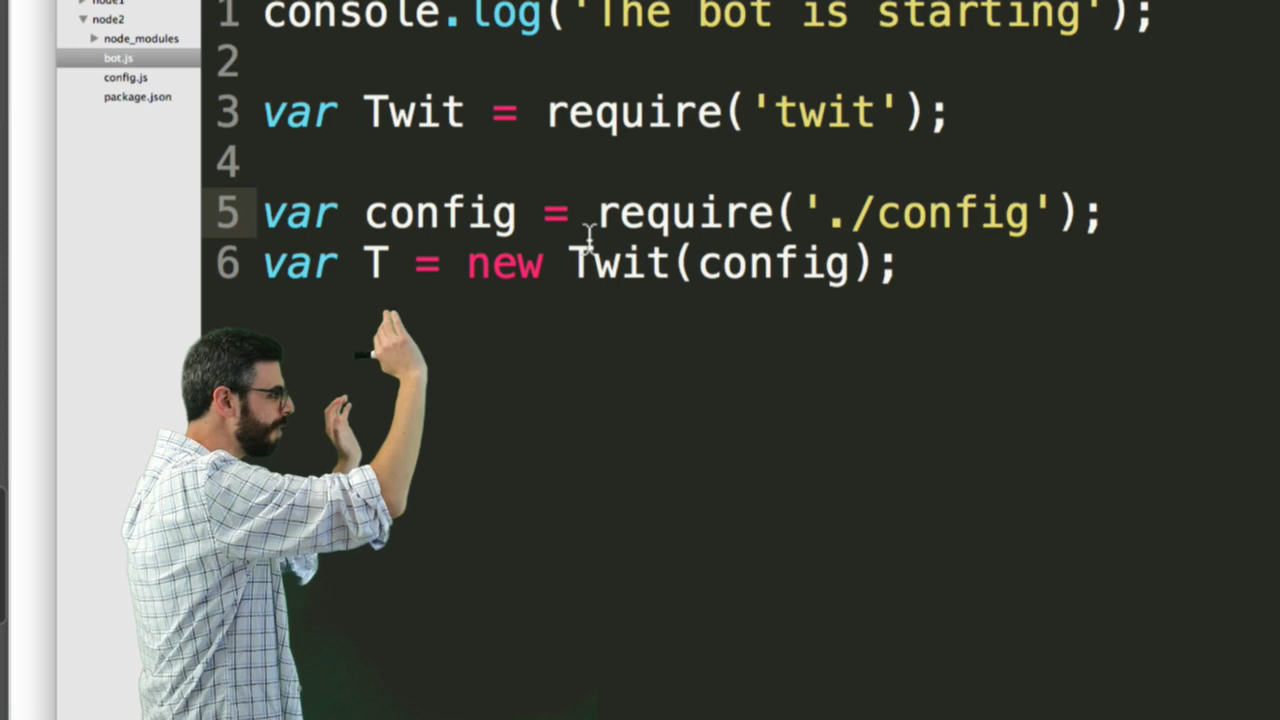 node1
node2
node_modules
bot.js
config.js
package.json
1 console.log('The bot is starting');
2
3 var Twit = require('twit');
4
5 var config = require('./config');
6 var T = new Twit(config);